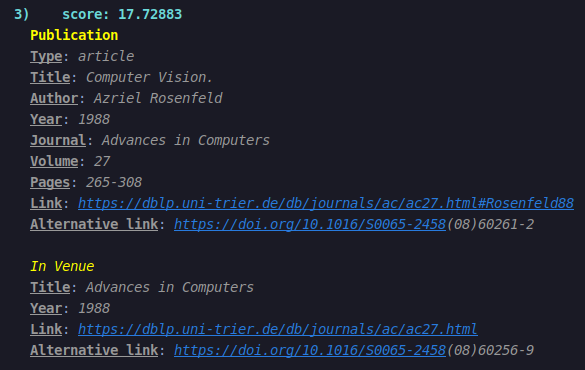 3) score: 17.72883
Publication
Type: article
Title: Computer Vision.
Author: Azriel Rosenfeld
Year: 1988
Journal: Advances in Computers
Volume: 27
Pages: 265-308
Link: https://dblp.uni-trier.de/db/journals/ac/ac27.html#Rosenfeld88
Alternative link: https://doi.org/10.1016/S0065-2458(08)60261-2
In Venue
Title: Advances in Computers
Year: 1988
Link: https://dblp.uni-trier.de/db/journals/ac/ac27.html
Alternative link: https://doi.org/10.1016/S0065-2458(08)60256-9